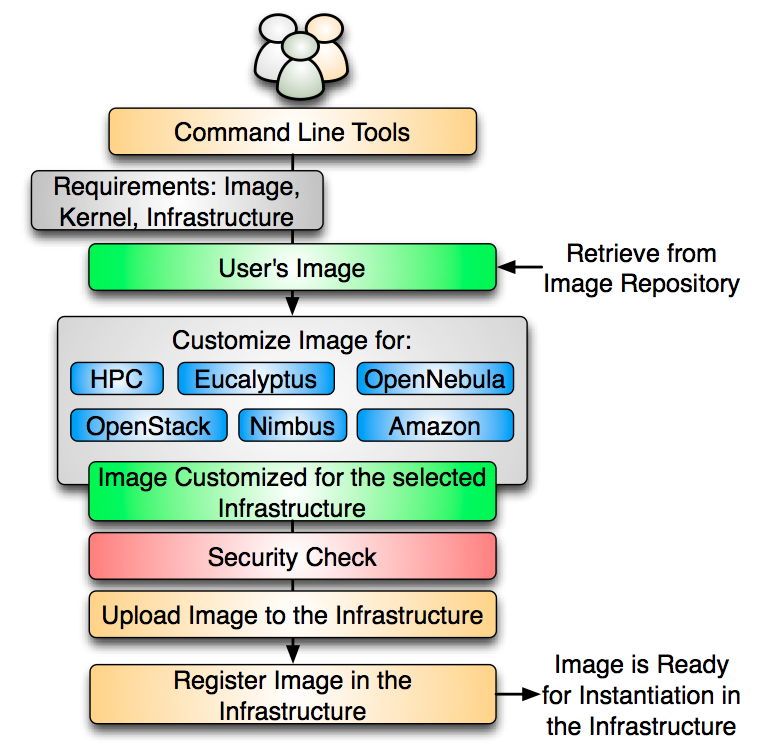 Command Line Tools
Requirements: Image,
Kernel, Infrastructure
User's Image
Retrieve from
Image Repository
Customize Image for:
HPC
Eucalyptus
OpenNebula
OpenStack
Nimbus
Amazon
Image Customized for the selected
Infrastructure
Security Check
Upload Image to the Infrastructure
Register Image in the
Infrastructure
Image is Ready
for Instantiation in
the Infrastructure